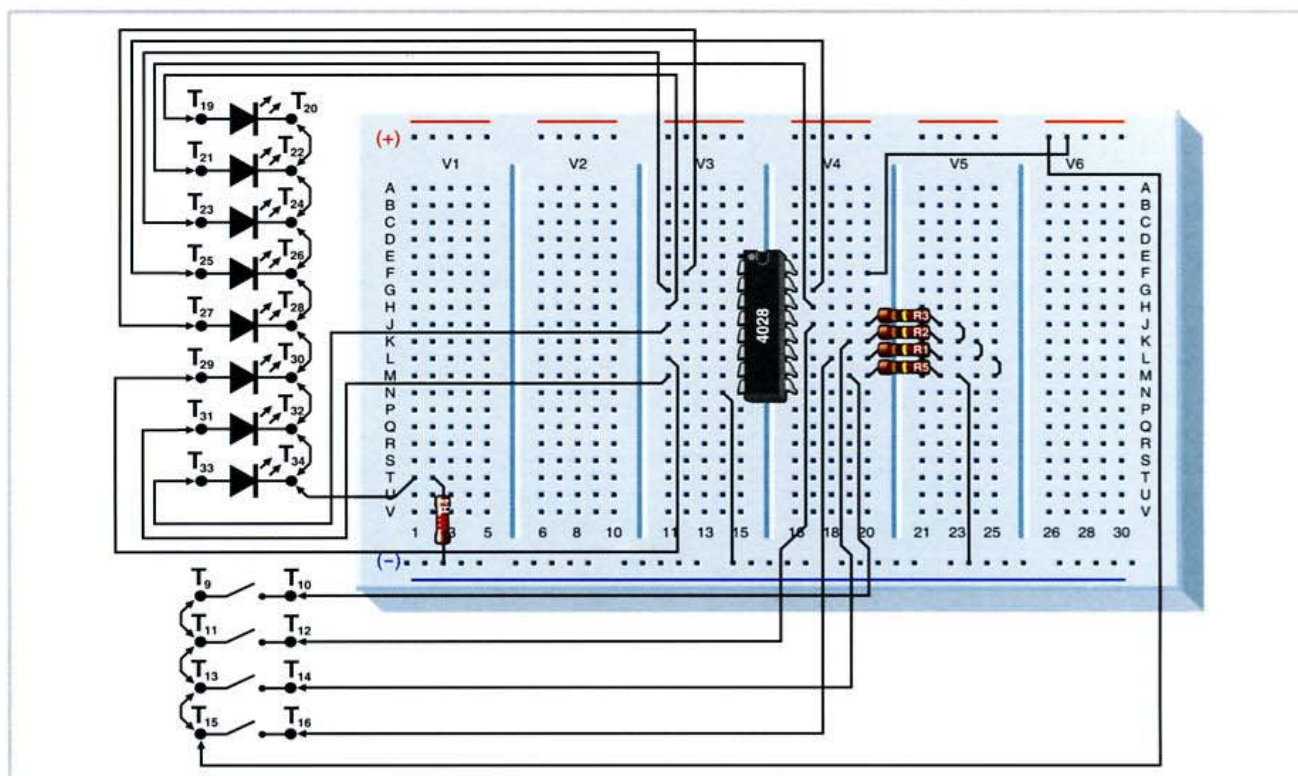 T19 T20
T21 T22
T23 T24
T25 T26
T27 T28
T29 T30
T31 T32
T33 T34
(+)
V1 V2 V3 V4 V5 V6
A A
B B
C C
D D
E E
F F
G G
H H
J J
K K
L L
M M
N N
P P
Q Q
R R
S S
T T
U U
V V
4028
R3
R2
R1
R5
R4
1 3 5 6 8 10 11 13 15 16 18 20 21 23 25 26 28 30
(−)
T9 T10
T11 T12
T13 T14
T15 T16